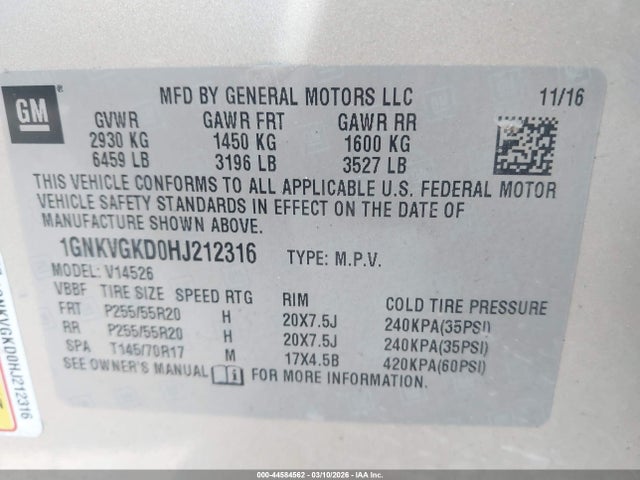 GM
MFD BY GENERAL MOTORS LLC 11/16
GVWR GAWR FRT GAWR RR
2930 KG 1450 KG 1600 KG
6459 LB 3196 LB 3527 LB
THIS VEHICLE CONFORMS TO ALL APPLICABLE U.S. FEDERAL MOTOR
VEHICLE SAFETY STANDARDS IN EFFECT ON THE DATE OF
MANUFACTURE SHOWN ABOVE.
1GNKVGKD0HJ212316 TYPE: M.P.V.
MODEL: V14526
VBBF TIRE SIZE SPEED RTG RIM COLD TIRE PRESSURE
FRT P255/55R20 H 20X7.5J 240KPA(35PSI)
RR P255/55R20 H 20X7.5J 240KPA(35PSI)
SPA T145/70R17 M 17X4.5B 420KPA(60PSI)
SEE OWNER'S MANUAL FOR MORE INFORMATION
NKVGKD0HJ212316
000-44584562 — 03/10/2026 — IAA Inc.